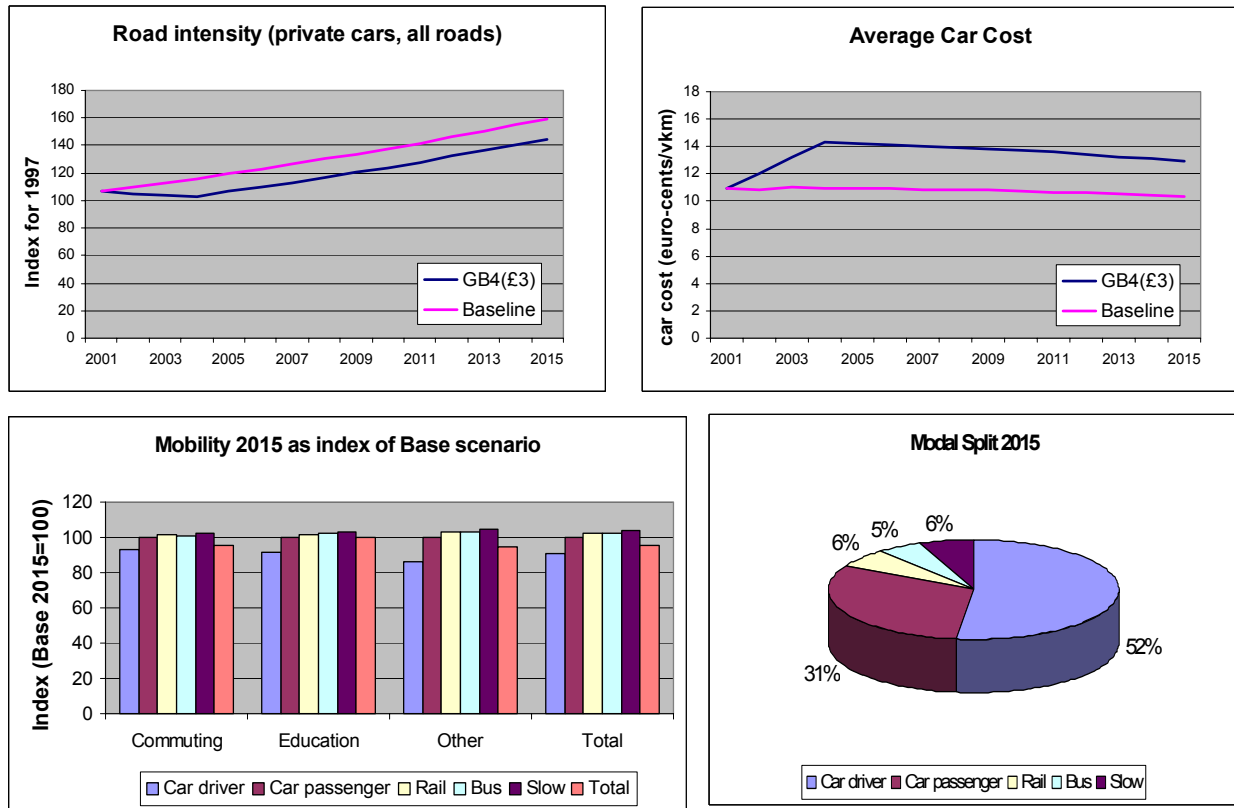 Road intensity (private cars, all roads)
Index for 1997
180
160
140
120
100
80
60
40
20
0
2001 2003 2005 2007 2009 2011 2013 2015
GB4(£3)
Baseline
Average Car Cost
car cost (euro-cents/vkm)
18
16
14
12
10
8
6
4
2
0
2001 2003 2005 2007 2009 2011 2013 2015
GB4(£3)
Baseline
Mobility 2015 as index of Base scenario
Index (Base 2015=100)
120
100
80
60
40
20
0
Commuting Education Other Total
Car driver Car passenger Rail Bus Slow Total
Modal Split 2015
6% 5% 6%
31% 52%
Car driver Car passenger Rail Bus Slow